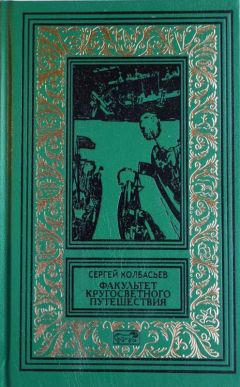 СЕРГЕЙ КОЛБАСЬЕВ
ФАКУЛЬТЕТ
КРУГОСВЕТНОГО
ПУТЕШЕСТВИЯ